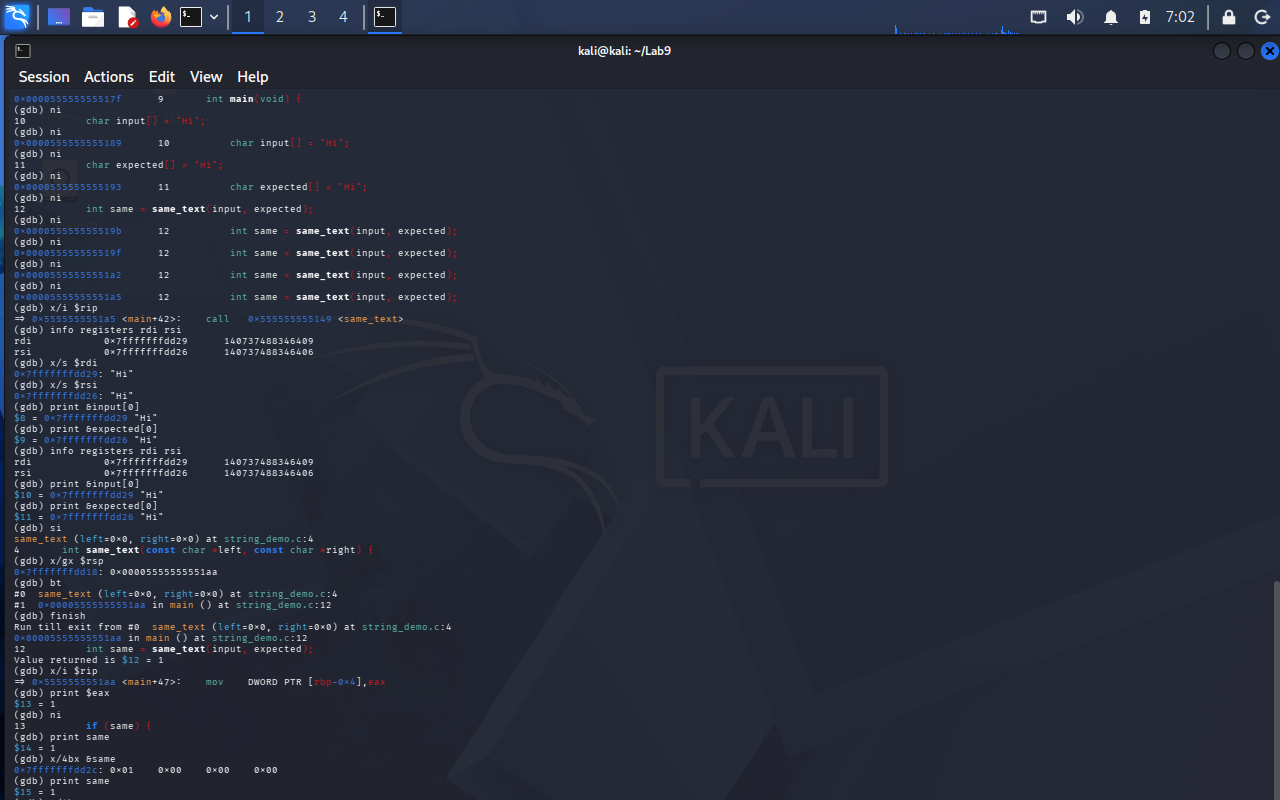 1 2 3 4 7:02
kali@kali: ~/Lab9
Session Actions Edit View Help
0×000055555555517f 9 int main(void) {
(gdb) ni
10 char input[] = "Hi";
(gdb) ni
0×0000555555555189 10 char input[] = "Hi";
(gdb) ni
11 char expected[] = "Hi";
(gdb) ni
0×0000555555555193 11 char expected[] = "Hi";
(gdb) ni
12 int same = same_text(input, expected);
(gdb) ni
0×000055555555519b 12 int same = same_text(input, expected);
(gdb) ni
0×000055555555519f 12 int same = same_text(input, expected);
(gdb) ni
0×00005555555551a2 12 int same = same_text(input, expected);
(gdb) ni
0×00005555555551a5 12 int same = same_text(input, expected);
(gdb) x/i $rip
⇒ 0×5555555551a5 <main+42>: call 0×555555555149 <same_text>
(gdb) info registers rdi rsi
rdi 0×7fffffffdd29 140737488346409
rsi 0×7fffffffdd26 140737488346406
(gdb) x/s $rdi
0×7fffffffdd29: "Hi"
(gdb) x/s $rsi
0×7fffffffdd26: "Hi"
(gdb) print &input[0]
$8 = 0×7fffffffdd29 "Hi"
(gdb) print &expected[0]
$9 = 0×7fffffffdd26 "Hi"
(gdb) info registers rdi rsi
rdi 0×7fffffffdd29 140737488346409
rsi 0×7fffffffdd26 140737488346406
(gdb) print &input[0]
$10 = 0×7fffffffdd29 "Hi"
(gdb) print &expected[0]
$11 = 0×7fffffffdd26 "Hi"
(gdb) si
same_text (left=0×0, right=0×0) at string_demo.c:4
4 int same_text(const char *left, const char *right) {
(gdb) x/gx $rsp
0×7fffffffdd18: 0×00005555555551aa
(gdb) bt
#0 same_text (left=0×0, right=0×0) at string_demo.c:4
#1 0×00005555555551aa in main () at string_demo.c:12
(gdb) finish
Run till exit from #0 same_text (left=0×0, right=0×0) at string_demo.c:4
0×00005555555551aa in main () at string_demo.c:12
12 int same = same_text(input, expected);
Value returned is $12 = 1
(gdb) x/i $rip
⇒ 0×5555555551aa <main+47>: mov DWORD PTR [rbp-0×4],eax
(gdb) print $eax
$13 = 1
(gdb) ni
13 if (same) {
(gdb) print same
$14 = 1
(gdb) x/4bx &same
0×7fffffffdd2c: 0×01 0×00 0×00 0×00
(gdb) print same
$15 = 1
KALI